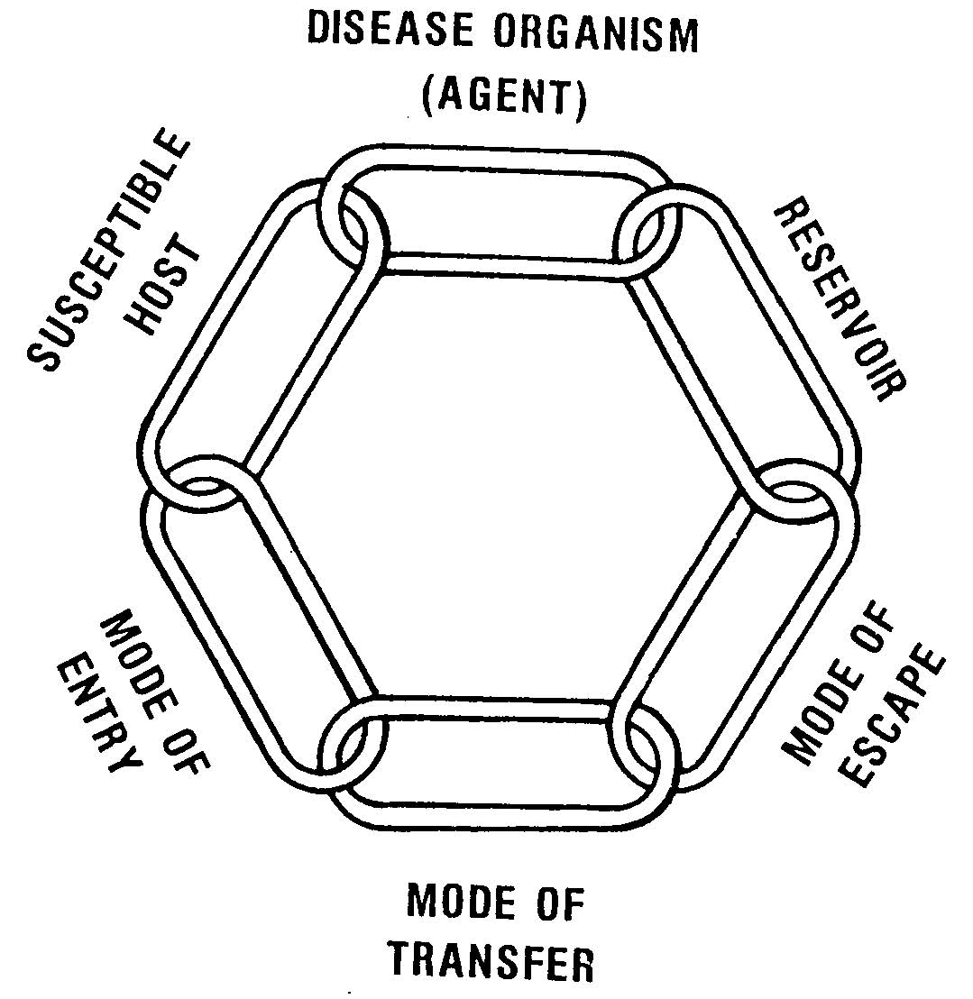 DISEASE ORGANISM
(AGENT)
RESERVOIR
MODE OF
ESCAPE
MODE OF
TRANSFER
MODE OF
ENTRY
SUSCEPTIBLE
HOST